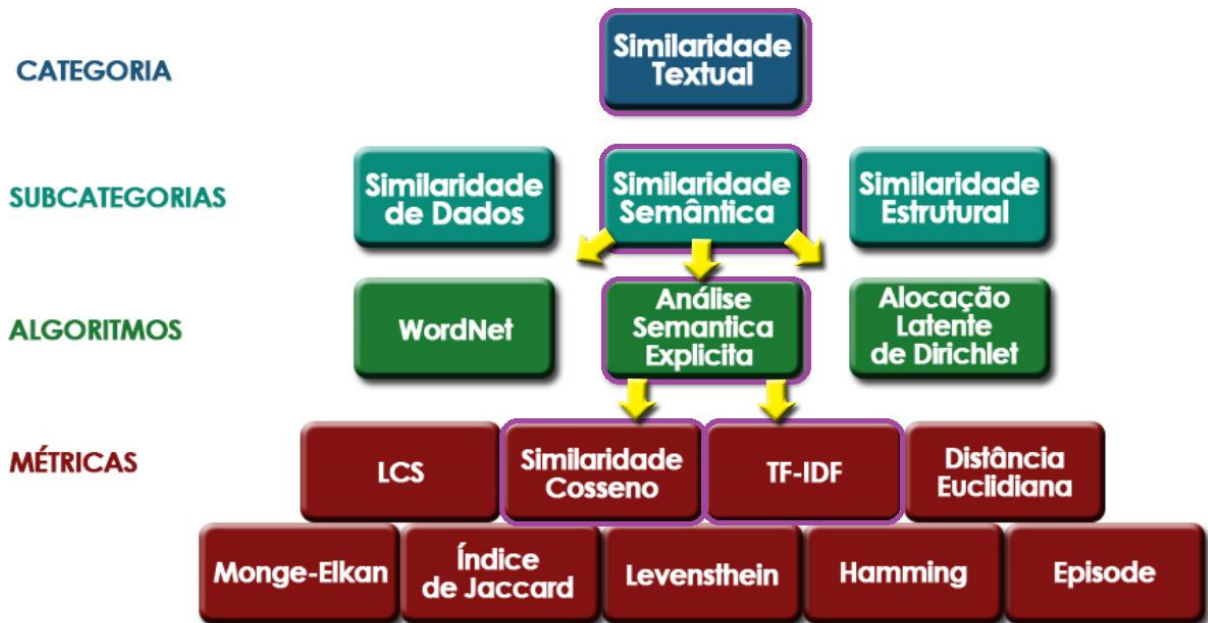 CATEGORIA
Similaridade
Textual
SUBCATEGORIAS
Similaridade
de Dados
Similaridade
Semântica
Similaridade
Estrutural
ALGORITMOS
WordNet
Análise
Semantica
Explicita
Alocação
Latente
de Dirichlet
MÉTRICAS
LCS
Similaridade
Cosseno
TF-IDF
Distância
Euclidiana
Monge-Elkan
Índice
de Jaccard
Levensthein
Hamming
Episode